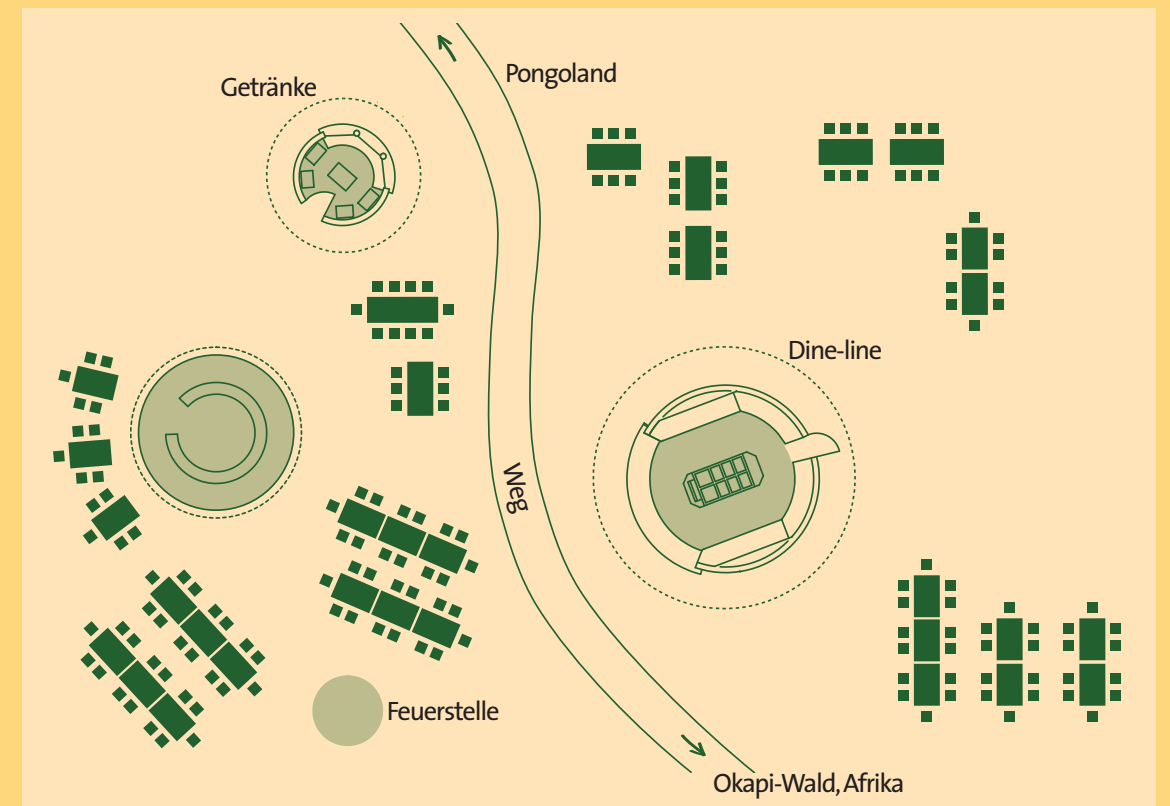 Pongoland
Getränke
Dine-line
Weg
Feuerstelle
Okapi-Wald, Afrika